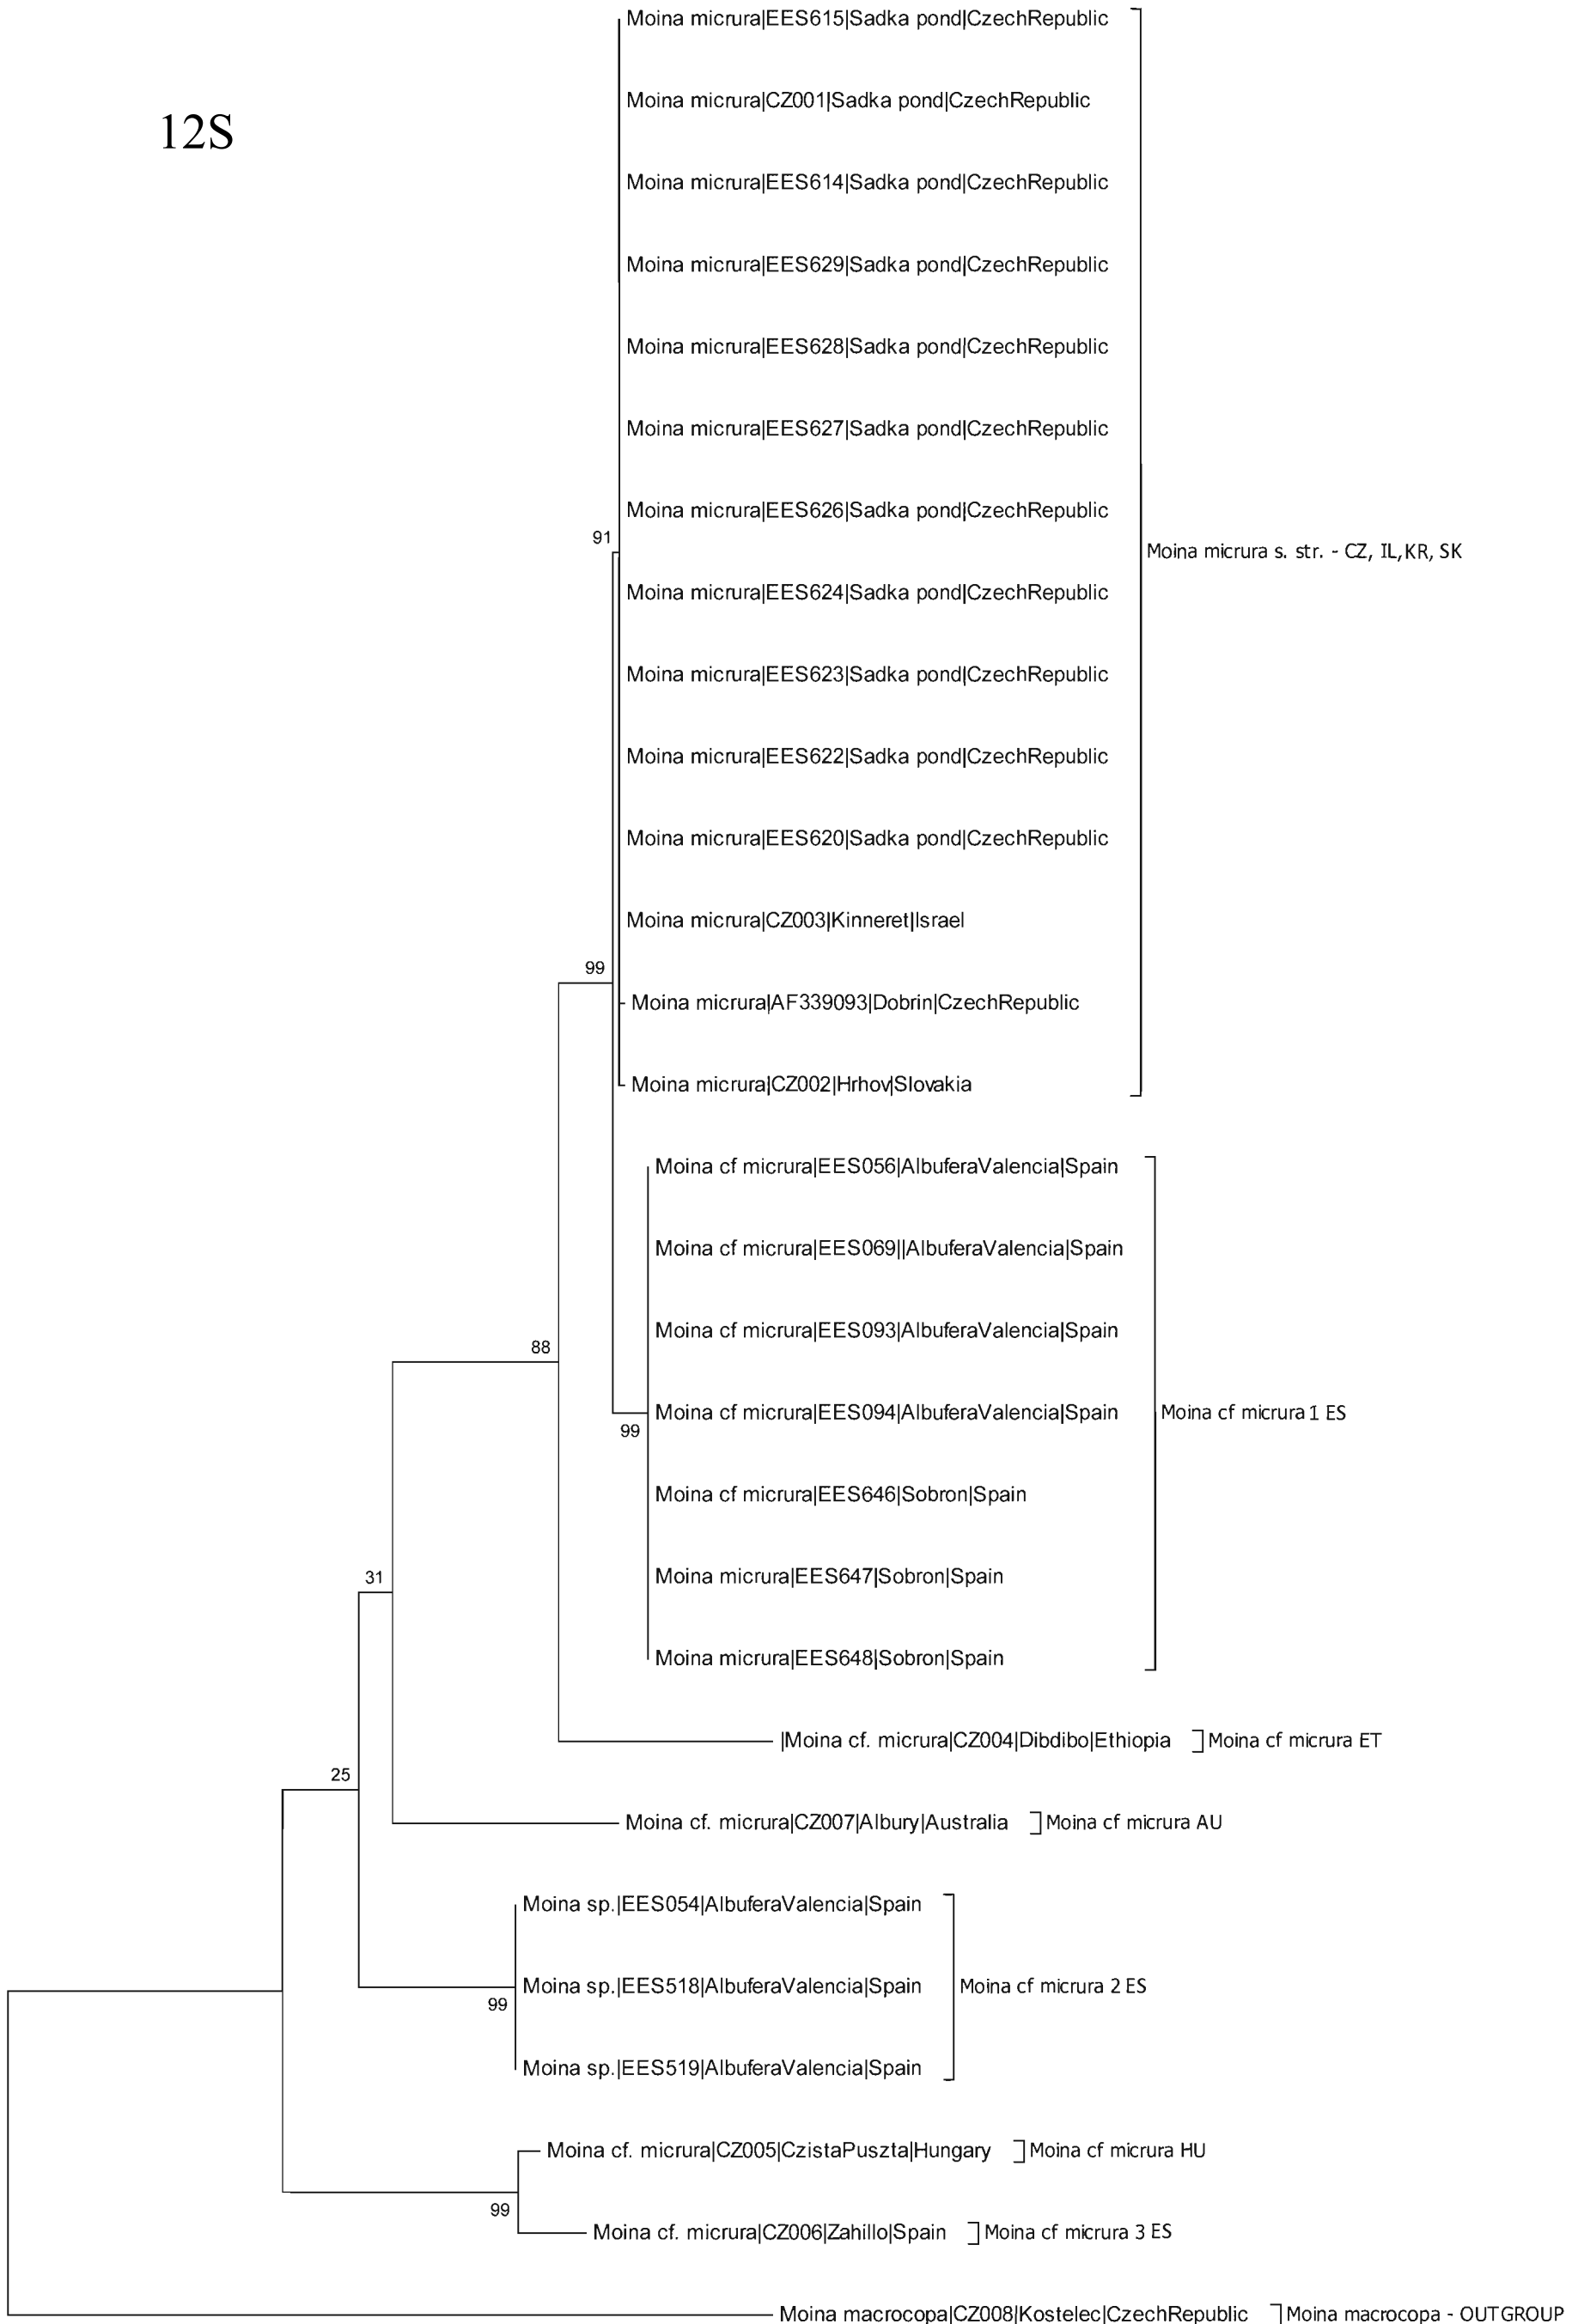 Moina micrura|EES615|Sadka pond|CzechRepublic
12S
Moina micrura|CZ001|Sadka pond|CzechRepublic
Moina micrura|EES614|Sadka pond|CzechRepublic
Moina micrura|EES629|Sadka pond|CzechRepublic
Moina micrura|EES628|Sadka pond|CzechRepublic
Moina micrura|EES627|Sadka pond|CzechRepublic
Moina micrura|EES626|Sadka pond|CzechRepublic
91
Moina micrura s. str. - CZ, IL,KR, SK
Moina micrura|EES624|Sadka pond|CzechRepublic
Moina micrura|EES623|Sadka pond|CzechRepublic
Moina micrura|EES622|Sadka pond|CzechRepublic
Moina micrura|EES620|Sadka pond|CzechRepublic
Moina micrura|CZ003|Kinneret|Israel
99
Moina micrura|AF339093|Dobrin|CzechRepublic
Moina micrura|CZ002|Hrhov|Slovakia
Moina cf micrura|EES056|AlbuferaValencia|Spain
Moina cf micrura|EES069||AlbuferaValencia|Spain
Moina cf micrura|EES093|AlbuferaValencia|Spain
88
Moina cf micrura|EES094|AlbuferaValencia|Spain
Moina cf micrura 1 ES
99
Moina cf micrura|EES646|Sobron|Spain
Moina micrura|EES647|Sobron|Spain
31
Moina micrura|EES648|Sobron|Spain
|Moina cf. micrura|CZ004|Dibdibo|Ethiopia
Moina cf micrura ET
25
Moina cf. micrura|CZ007|Albury|Australia
Moina cf micrura AU
Moina sp.|EES054|AlbuferaValencia|Spain
Moina sp.|EES518|AlbuferaValencia|Spain
Moina cf micrura 2 ES
99
Moina sp.|EES519|AlbuferaValencia|Spain
Moina cf. micrura|CZ005|CzistaPuszta|Hungary
Moina cf micrura HU
99
Moina cf. micrura|CZ006|Zahillo|Spain
Moina cf micrura 3 ES
Moina macrocopa|CZ008|Kostelec|CzechRepublic
Moina macrocopa - OUTGROUP